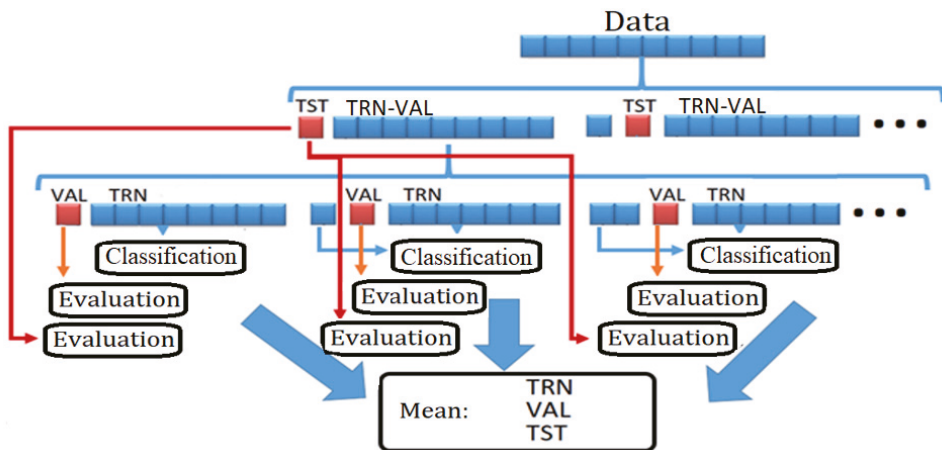 Data
TST TRN-VAL TST TRN-VAL
VAL TRN VAL TRN VAL TRN
Classification Classification Classification
Evaluation Evaluation Evaluation
Evaluation Evaluation Evaluation
TRN
Mean: VAL
TST